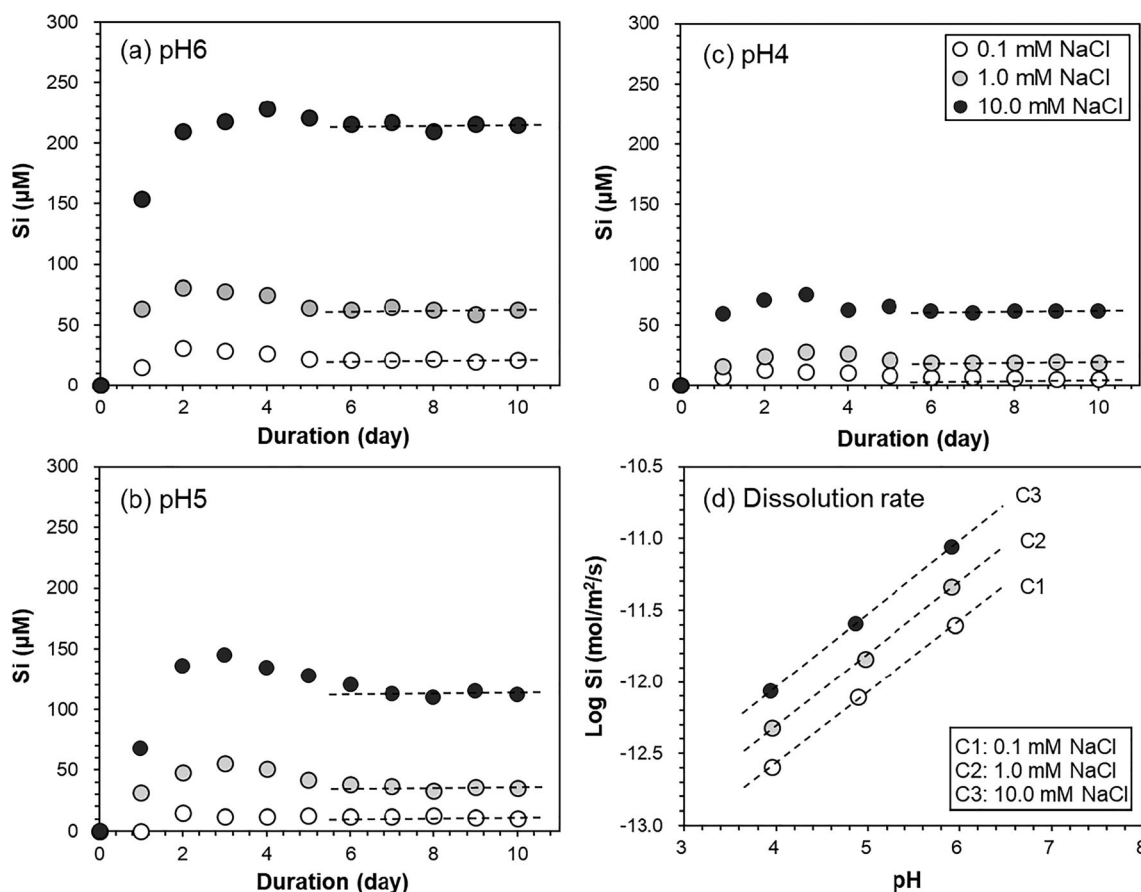 (a) pH6
300
250
200
150
100
50
0
Si (µM)
0 2 4 6 8 10
Duration (day)
(c) pH4
0.1 mM NaCl
1.0 mM NaCl
10.0 mM NaCl
300
250
200
150
100
50
0
Si (µM)
0 2 4 6 8 10
Duration (day)
(b) pH5
300
250
200
150
100
50
0
Si (µM)
0 2 4 6 8 10
Duration (day)
(d) Dissolution rate
-10.5
-11.0
-11.5
-12.0
-12.5
-13.0
Log Si (mol/m²/s)
C3
C2
C1
C1: 0.1 mM NaCl
C2: 1.0 mM NaCl
C3: 10.0 mM NaCl
3 4 5 6 7 8
pH